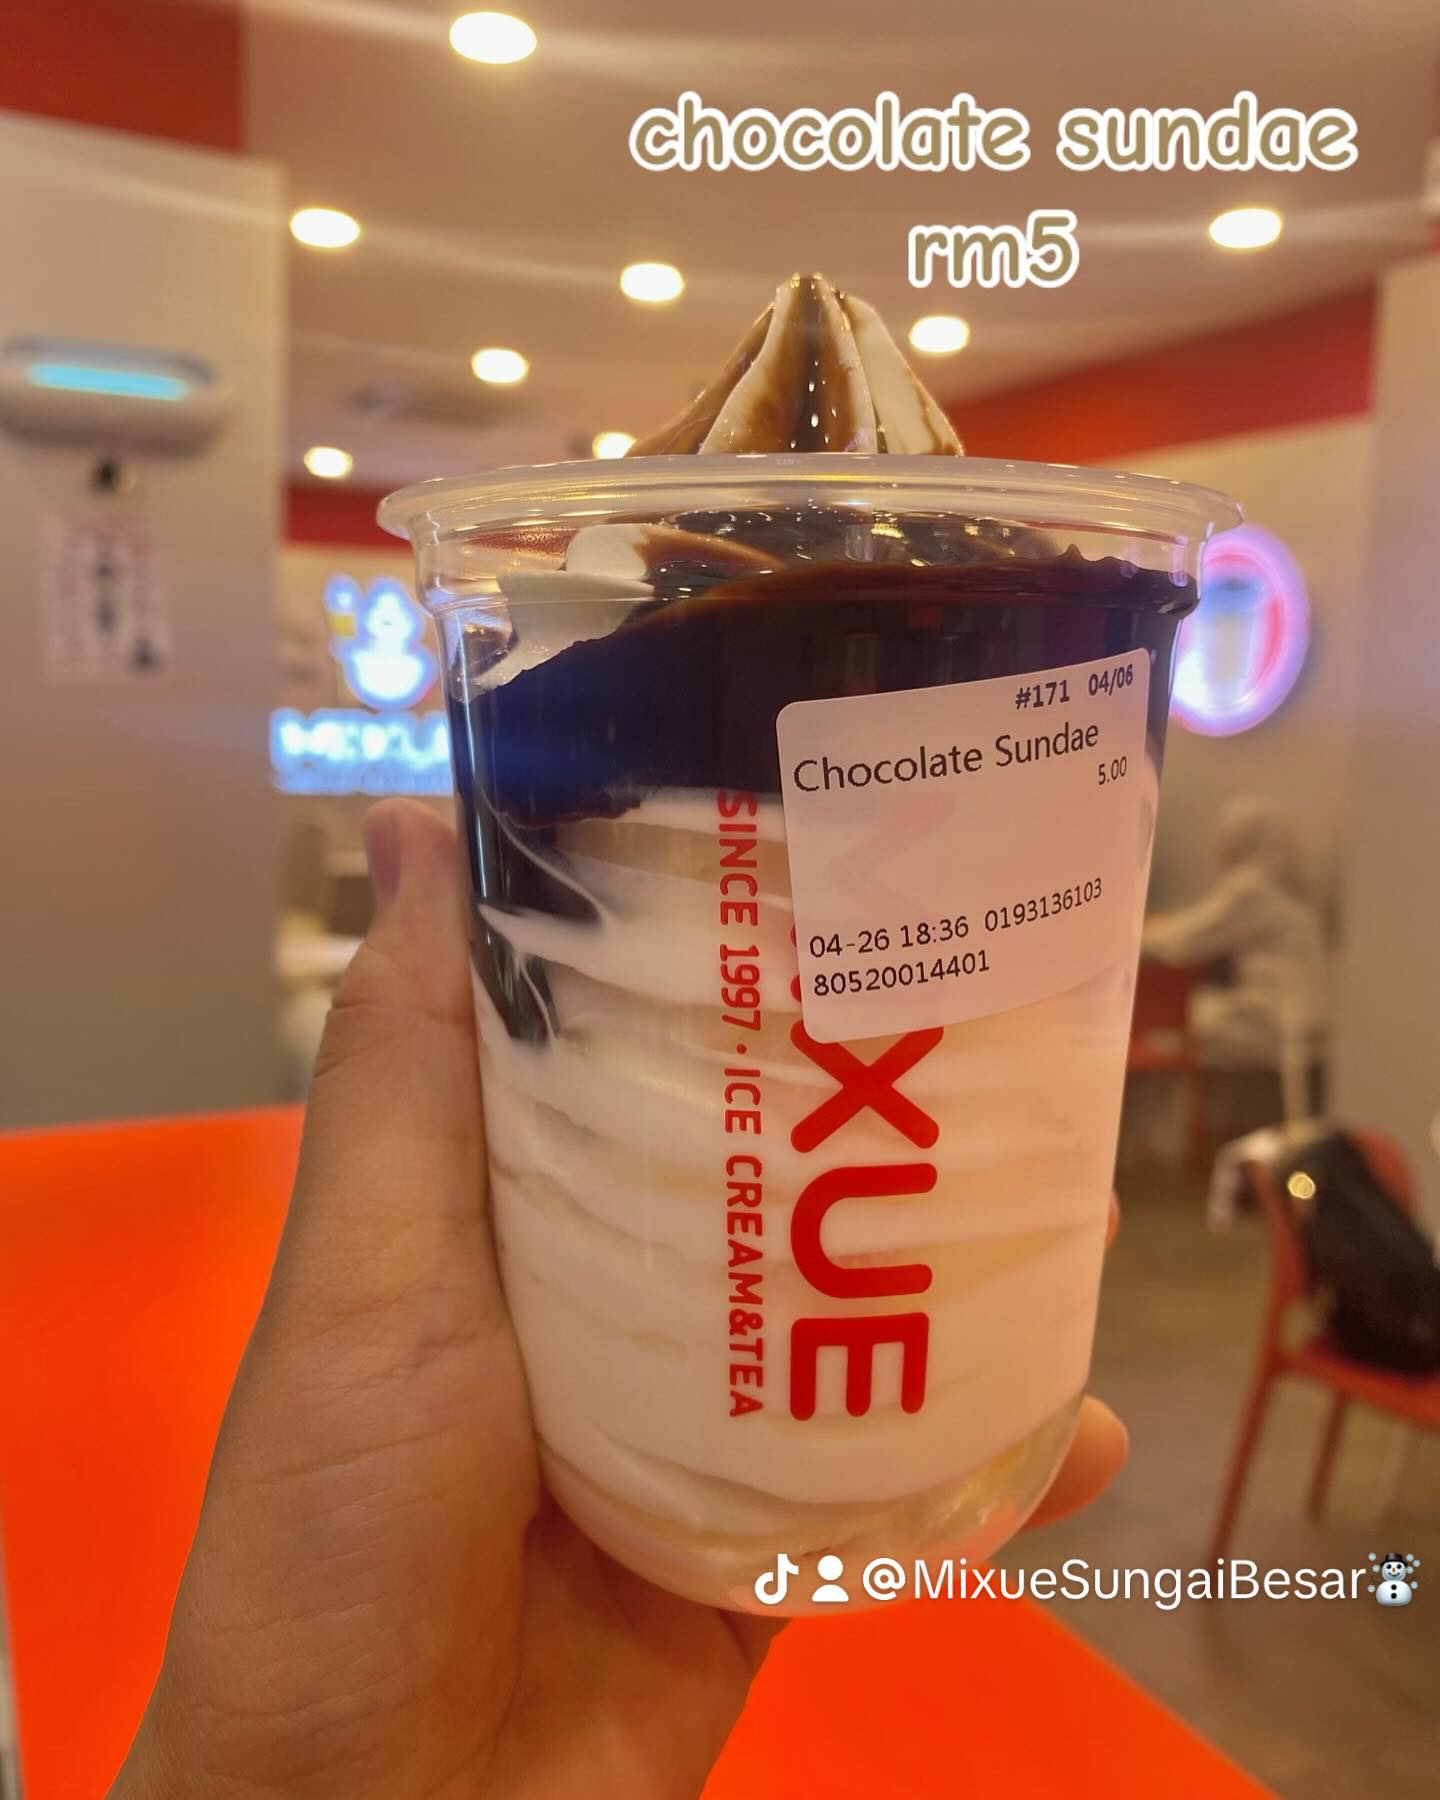 chocolate sundae
rm5
#171 04/06
Chocolate Sundae
5.00
04-26 18:36 0193136103
80520014401
XUE
SINCE 1997 · ICE CREAM&TEA
@MixueSungaiBesar☃️